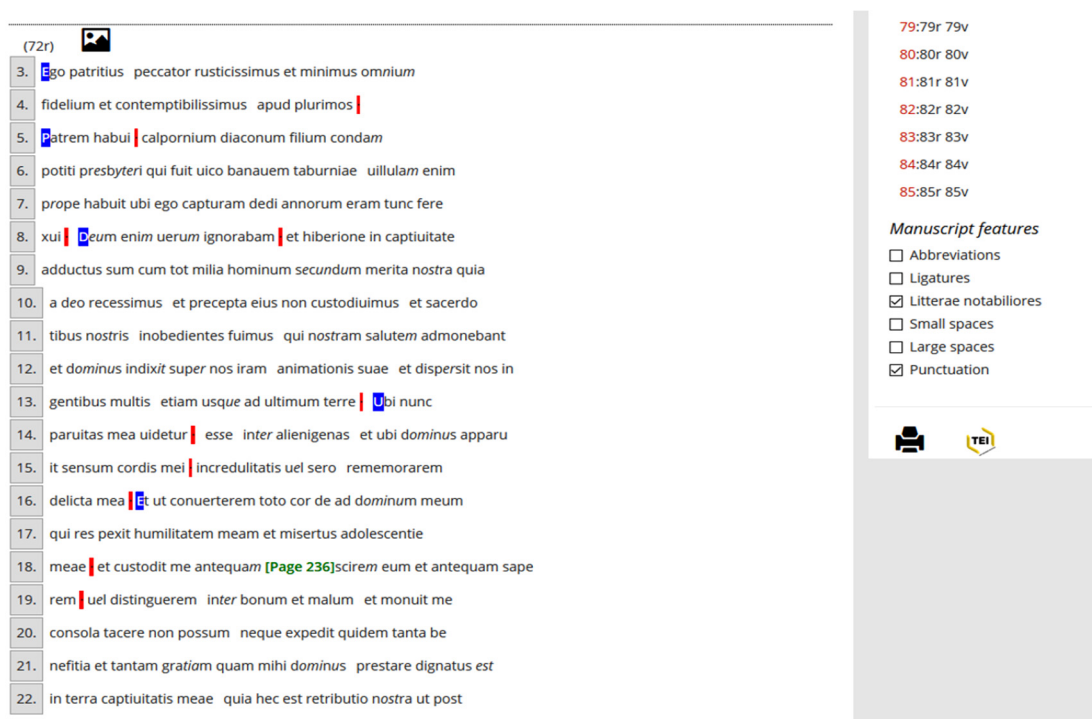 (72r)
3. Ego patritius peccator rusticissimus et minimus omnium
4. fidelium et contemptibilissimus apud plurimos ·
5. Patrem habui · calpornium diaconum filium condam
6. potiti presbyteri qui fuit uico banauem taburniae uillulam enim
7. prope habuit ubi ego capturam dedi annorum eram tunc fere
8. xui · Deum enim uerum ignorabam · et hiberione in captiuitate
9. adductus sum cum tot milia hominum secundum merita nostra quia
10. a deo recessimus et precepta eius non custodiuimus et sacerdo
11. tibus nostris inobedientes fuimus qui nostram salutem admonebant
12. et dominus indixit super nos iram animationis suae et dispersit nos in
13. gentibus multis etiam usque ad ultimum terre · Ubi nunc
14. paruitas mea uidetur · esse inter alienigenas et ubi dominus apparu
15. it sensum cordis mei · incredulitatis uel sero rememorarem
16. delicta mea · Et ut conuerterem toto cor de ad dominum meum
17. qui res pexit humilitatem meam et misertus adolescentie
18. meae · et custodit me antequam [Page 236]scirem eum et antequam sape
19. rem · uel distinguerem inter bonum et malum et monuit me
20. consola tacere non possum neque expedit quidem tanta be
21. nefitia et tantam gratiam quam mihi dominus prestare dignatus est
22. in terra captiuitatis meae quia hec est retributio nostra ut post
79:79r 79v
80:80r 80v
81:81r 81v
82:82r 82v
83:83r 83v
84:84r 84v
85:85r 85v
Manuscript features
Abbreviations
Ligatures
Litterae notabiliores
Small spaces
Large spaces
Punctuation
TEI